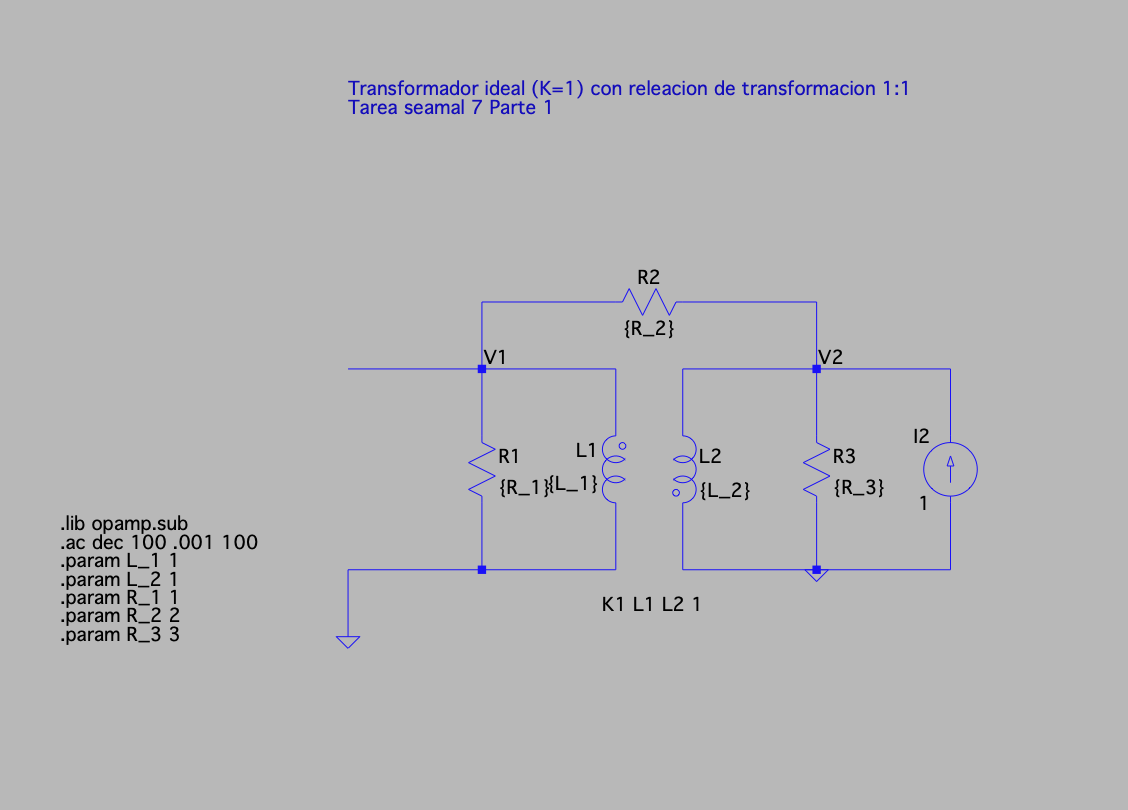 Transformador ideal (K=1) con releacion de transformacion 1:1
Tarea seamal 7 Parte 1
R2
{R_2}
V1
V2
I2
L1
R1
L2
R3
{L_1}
{R_1}
{L_2}
{R_3}
1
.lib opamp.sub
.ac dec 100 .001 100
.param L_1 1
.param L_2 1
.param R_1 1
.param R_2 2
.param R_3 3
K1 L1 L2 1